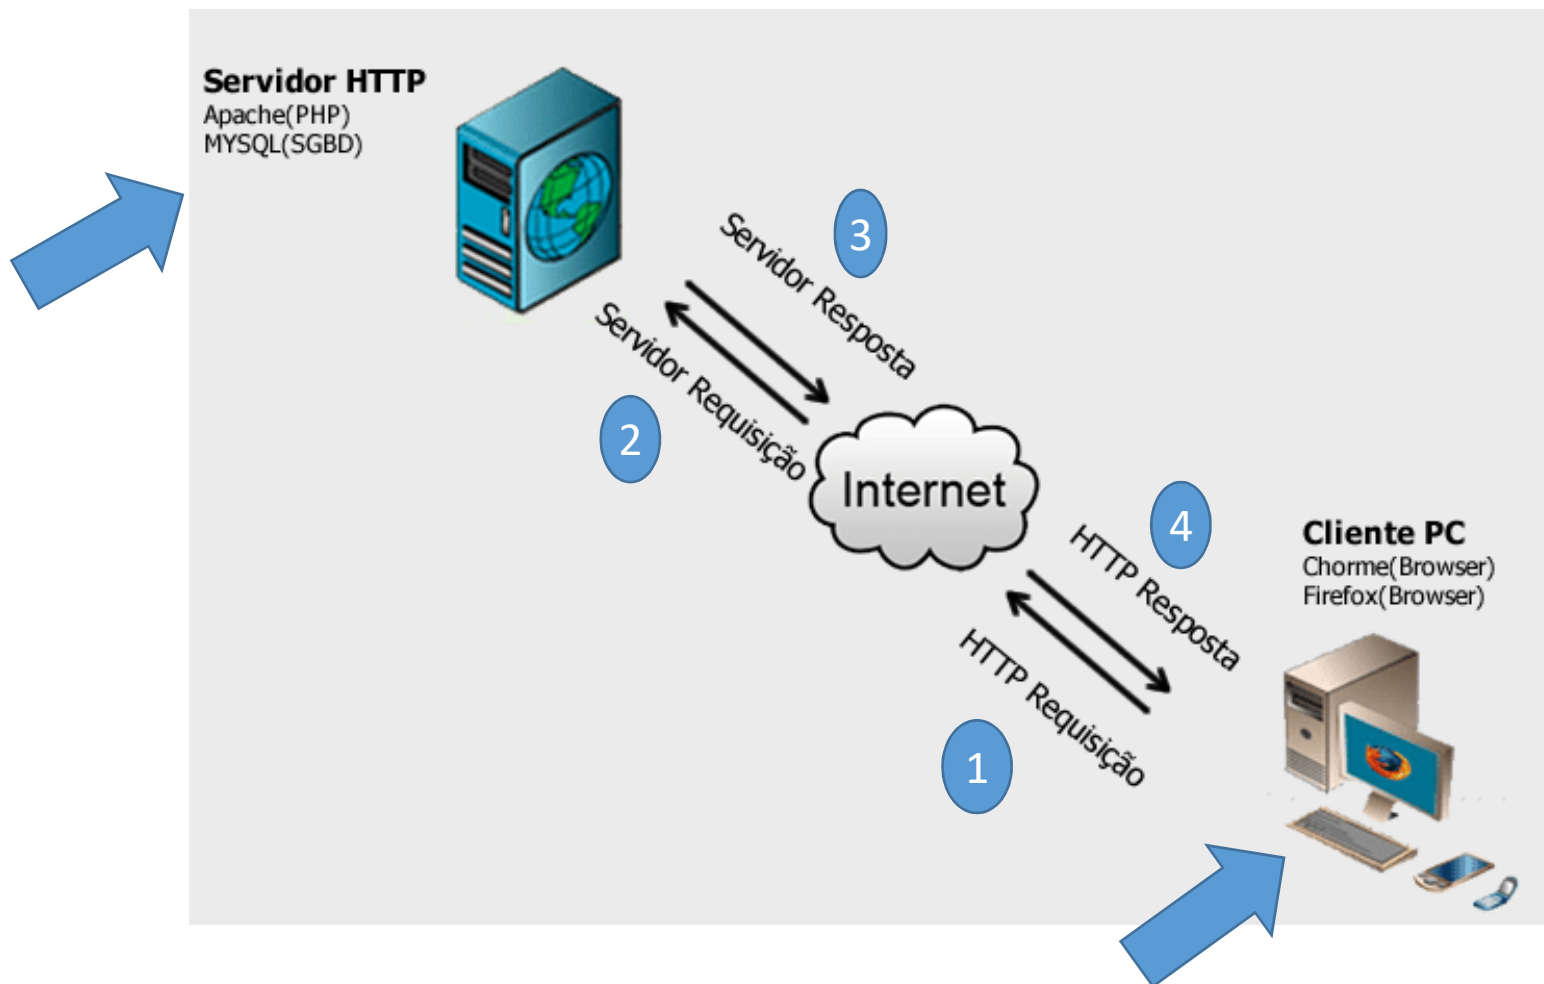 Servidor HTTP
Apache(PHP)
MYSQL(SGBD)
3
Servidor Resposta
Servidor Requisição
2
Internet
4
HTTP Resposta
Cliente PC
Chorme(Browser)
Firefox(Browser)
HTTP Requisição
1